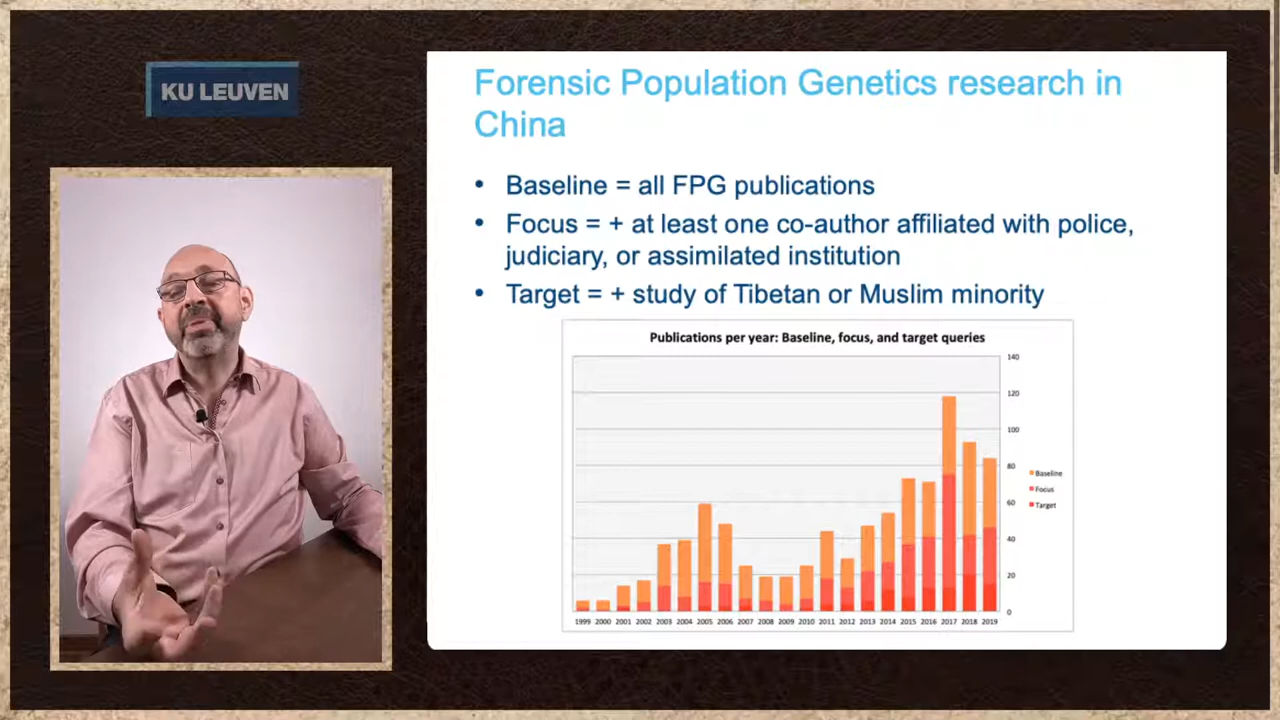 KU LEUVEN
Forensic Population Genetics research in
China
• Baseline = all FPG publications
• Focus = + at least one co-author affiliated with police,
judiciary, or assimilated institution
• Target = + study of Tibetan or Muslim minority
Publications per year: Baseline, focus, and target queries
140
120
100
80
60
40
20
0
Baseline
Focus
Target
1999 2000 2001 2002 2003 2004 2005 2006 2007 2008 2009 2010 2011 2012 2013 2014 2015 2016 2017 2018 2019